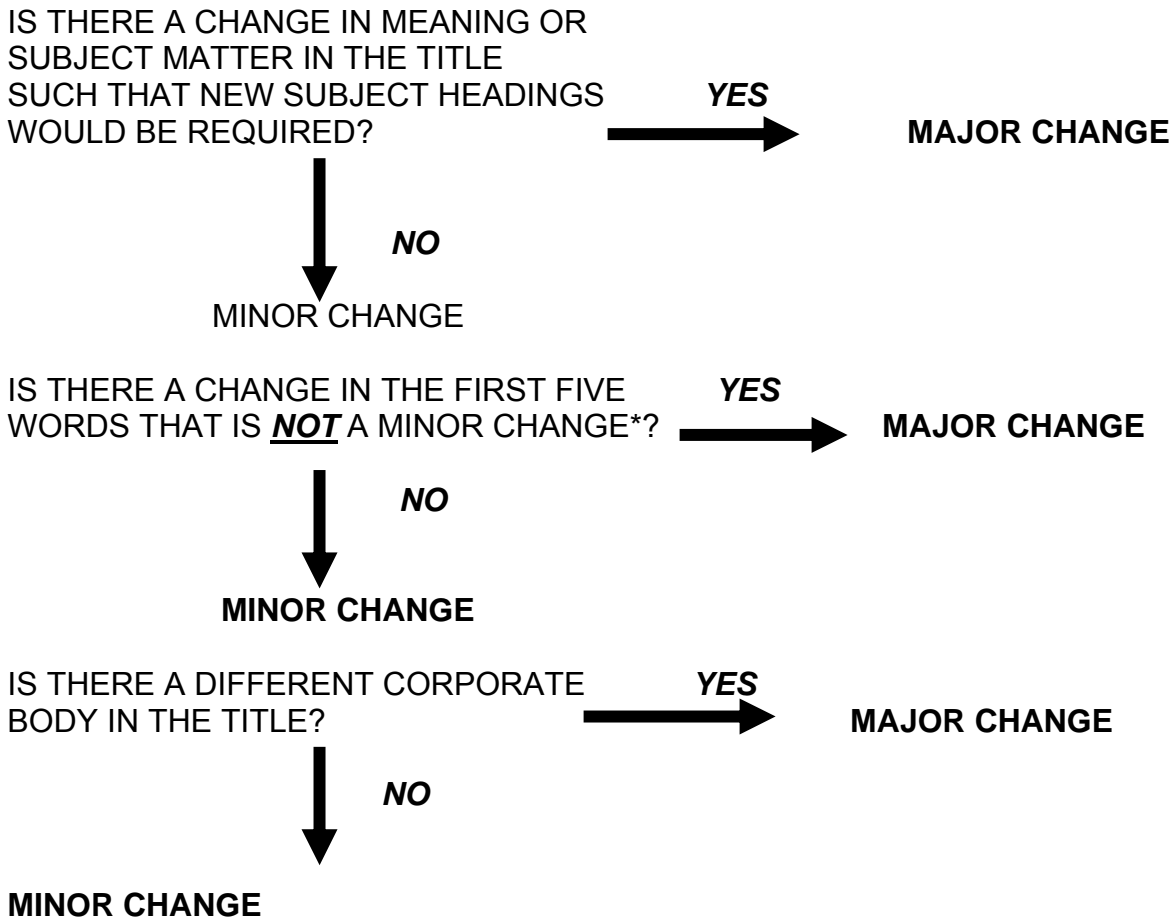 IS THERE A CHANGE IN MEANING OR
SUBJECT MATTER IN THE TITLE
SUCH THAT NEW SUBJECT HEADINGS
WOULD BE REQUIRED?
YES
MAJOR CHANGE
NO
MINOR CHANGE
IS THERE A CHANGE IN THE FIRST FIVE
WORDS THAT IS NOT A MINOR CHANGE*?
YES
MAJOR CHANGE
NO
MINOR CHANGE
IS THERE A DIFFERENT CORPORATE
BODY IN THE TITLE?
YES
MAJOR CHANGE
NO
MINOR CHANGE